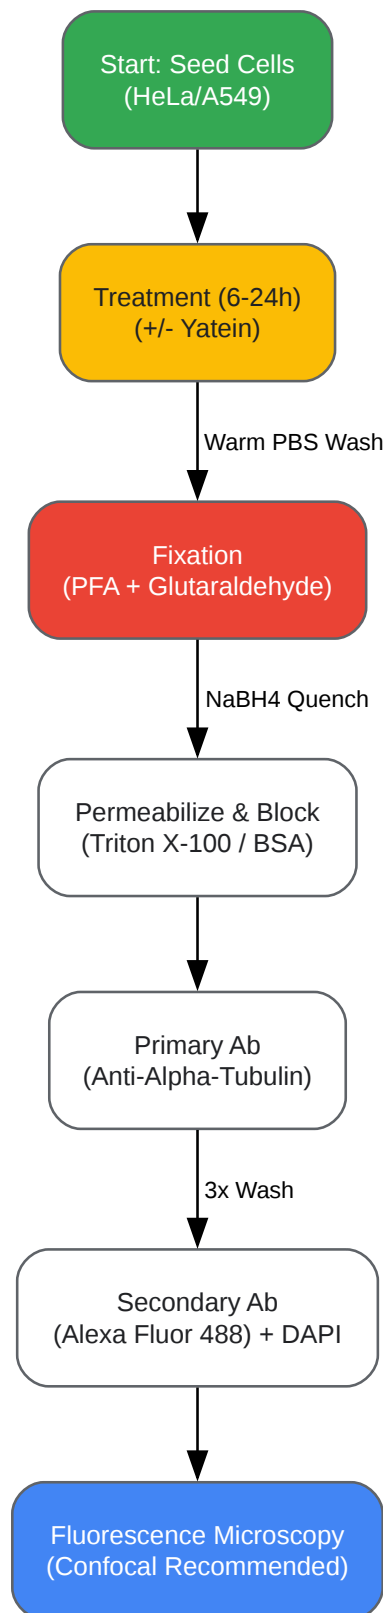 Start: Seed Cells
(HeLa/A549)
Treatment (6-24h)
(+/- Yatein)
Warm PBS Wash
Fixation
(PFA + Glutaraldehyde)
NaBH4 Quench
Permeabilize & Block
(Triton X-100 / BSA)
Primary Ab
(Anti-Alpha-Tubulin)
3x Wash
Secondary Ab
(Alexa Fluor 488) + DAPI
Fluorescence Microscopy
(Confocal Recommended)